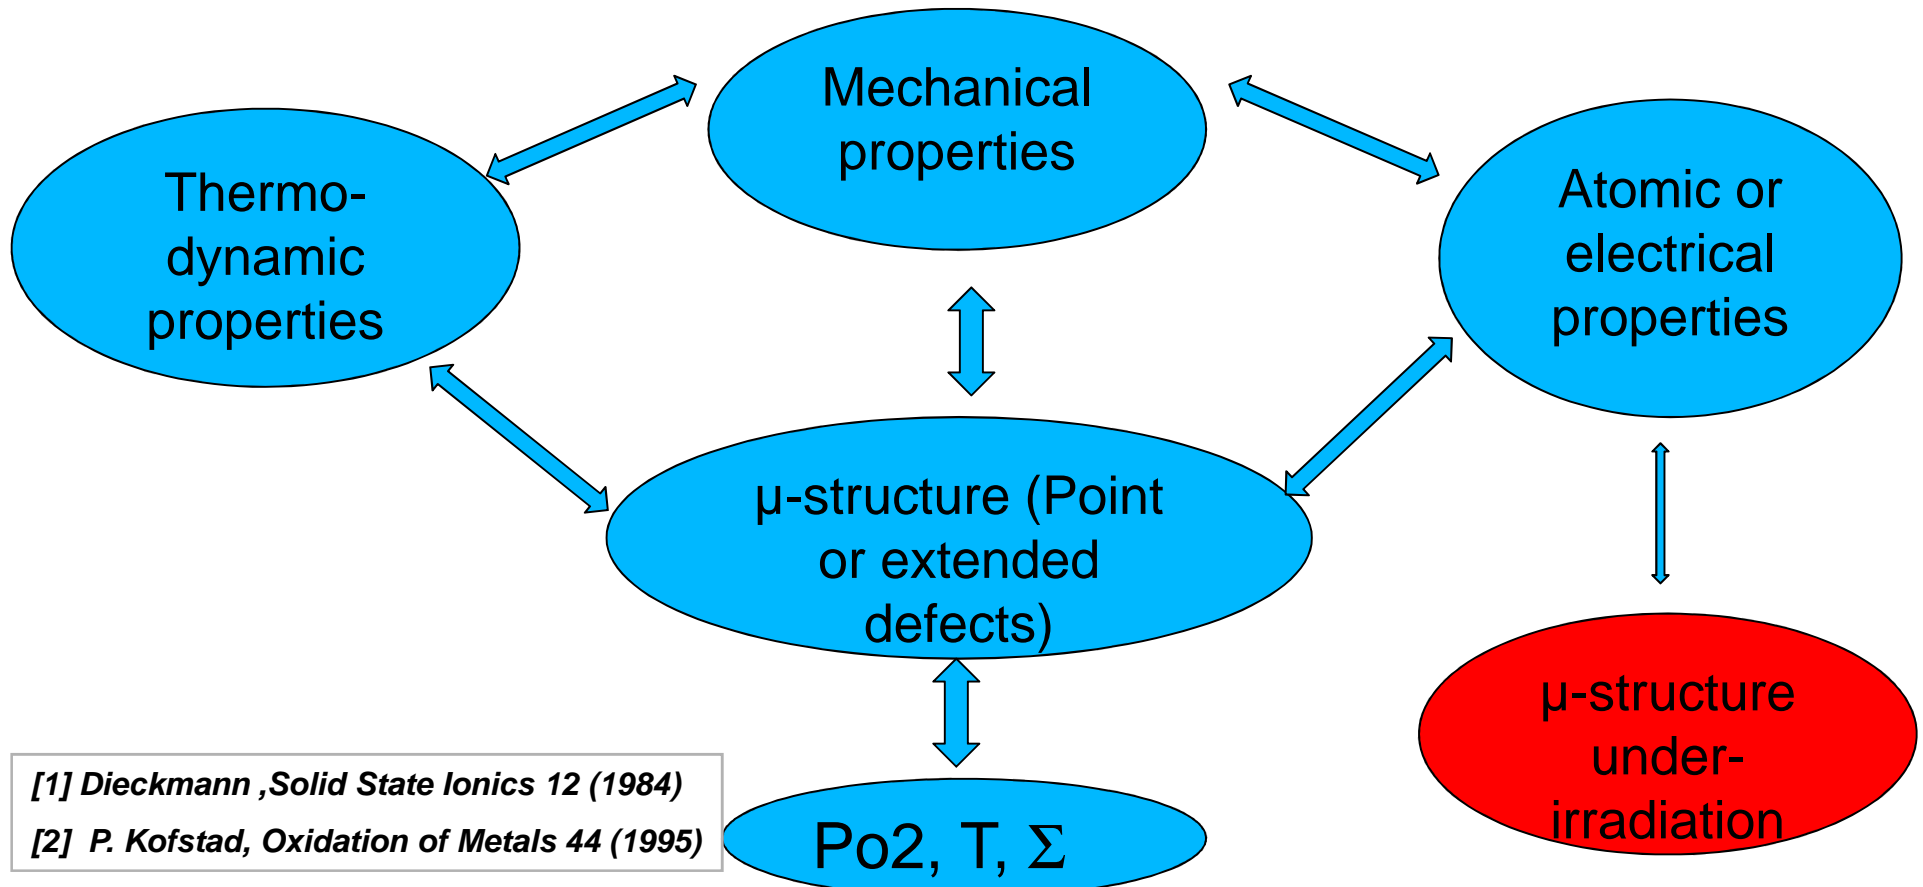 Mechanical
properties
Thermo-
dynamic
properties
Atomic or
electrical
properties
µ-structure (Point
or extended
defects)
µ-structure
under-
irradiation
[1] Dieckmann ,Solid State Ionics 12 (1984)
[2] P. Kofstad, Oxidation of Metals 44 (1995)
Po2, T, Σ